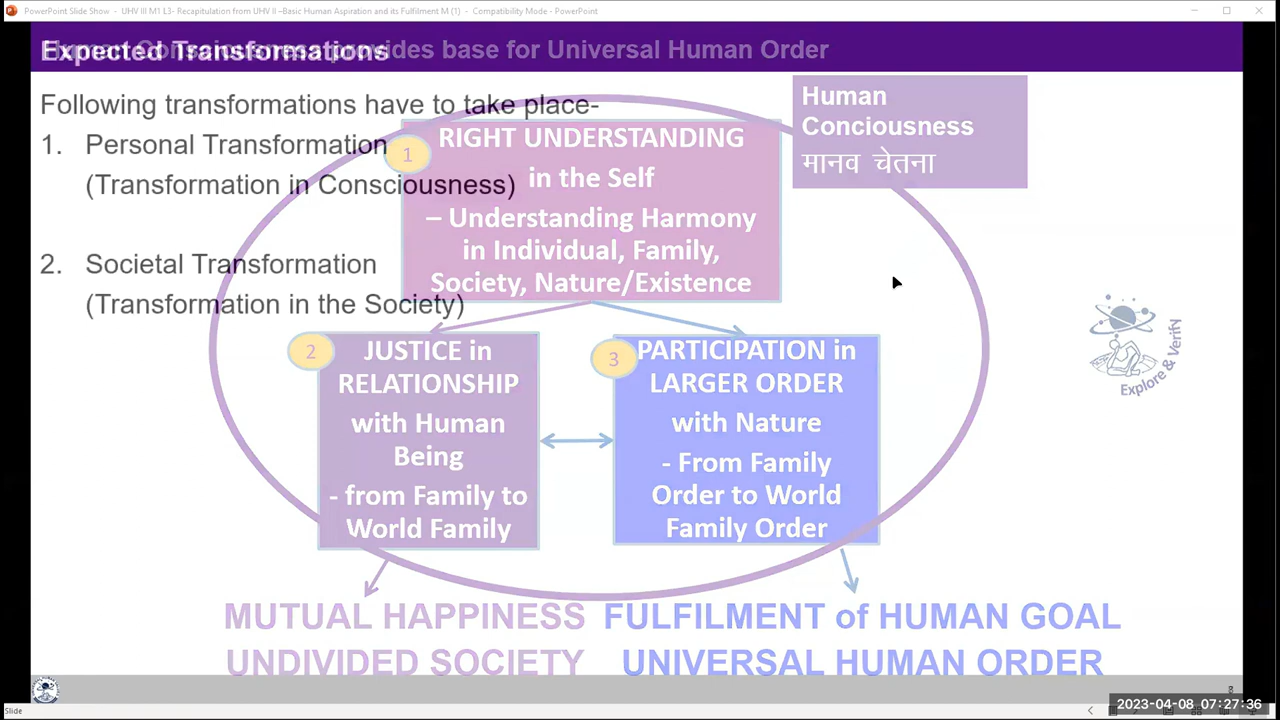 PowerPoint Slide Show - UHV III M1 L3- Recapitulation from UHV II –Basic Human Aspiration and its Fulfilment M (1) - Compatibility Mode - PowerPoint
Expected Transformations
Human Consciousness provides base for Universal Human Order
Following transformations have to take place-
1. Personal Transformation
(Transformation in Consciousness)
2. Societal Transformation
(Transformation in the Society)
Human
Conciousness
मानव चेतना
1
RIGHT UNDERSTANDING
in the Self
– Understanding Harmony
in Individual, Family,
Society, Nature/Existence
2
JUSTICE in
RELATIONSHIP
with Human
Being
- from Family to
World Family
3
PARTICIPATION in
LARGER ORDER
with Nature
- From Family
Order to World
Family Order
Explore & Verify
MUTUAL HAPPINESS
UNDIVIDED SOCIETY
FULFILMENT of HUMAN GOAL
UNIVERSAL HUMAN ORDER
Slide
2023-04-08 07:27:36